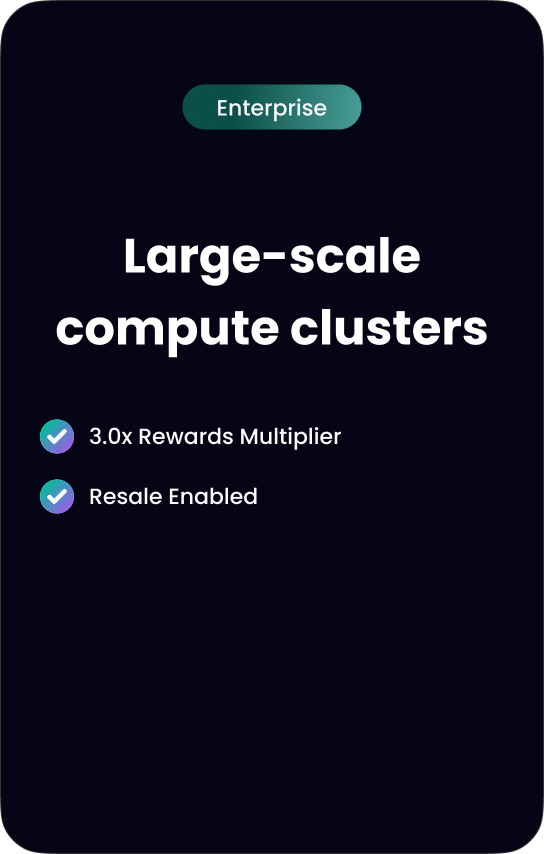 Enterprise
Large-scale
compute clusters
3.0x Rewards Multiplier
Resale Enabled